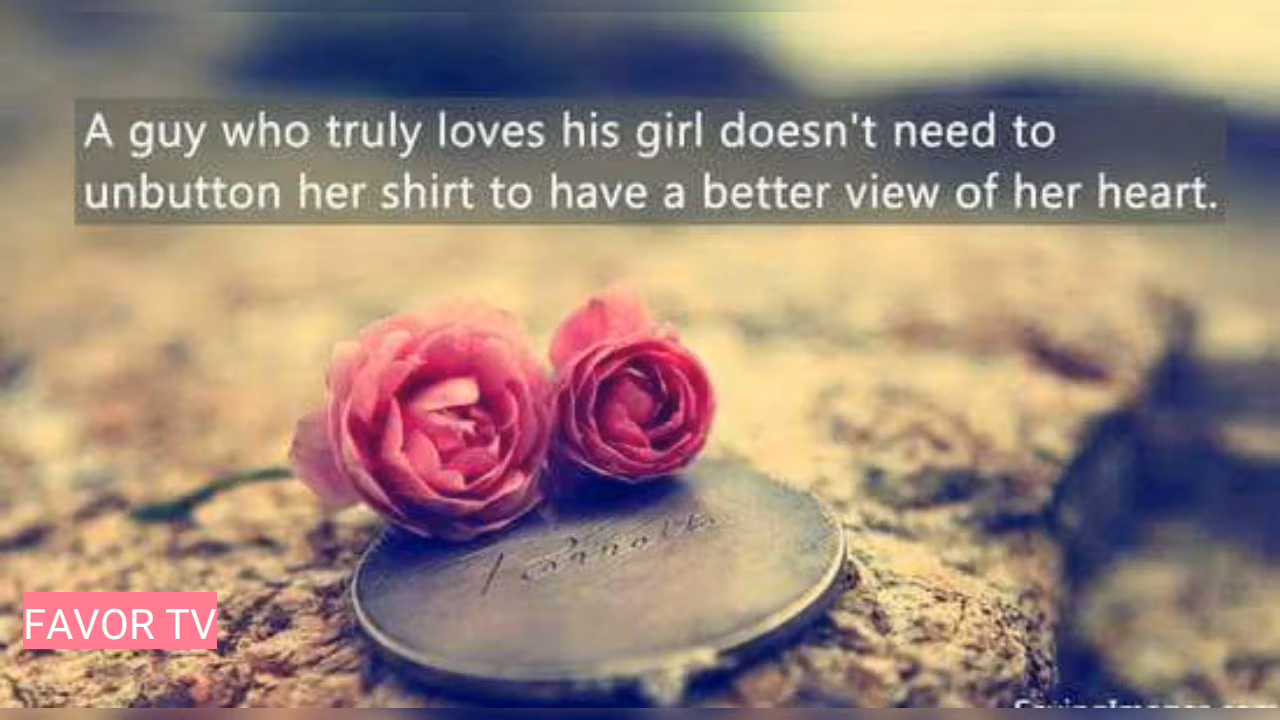 A guy who truly loves his girl doesn't need to
unbutton her shirt to have a better view of her heart.
FAVOR TV